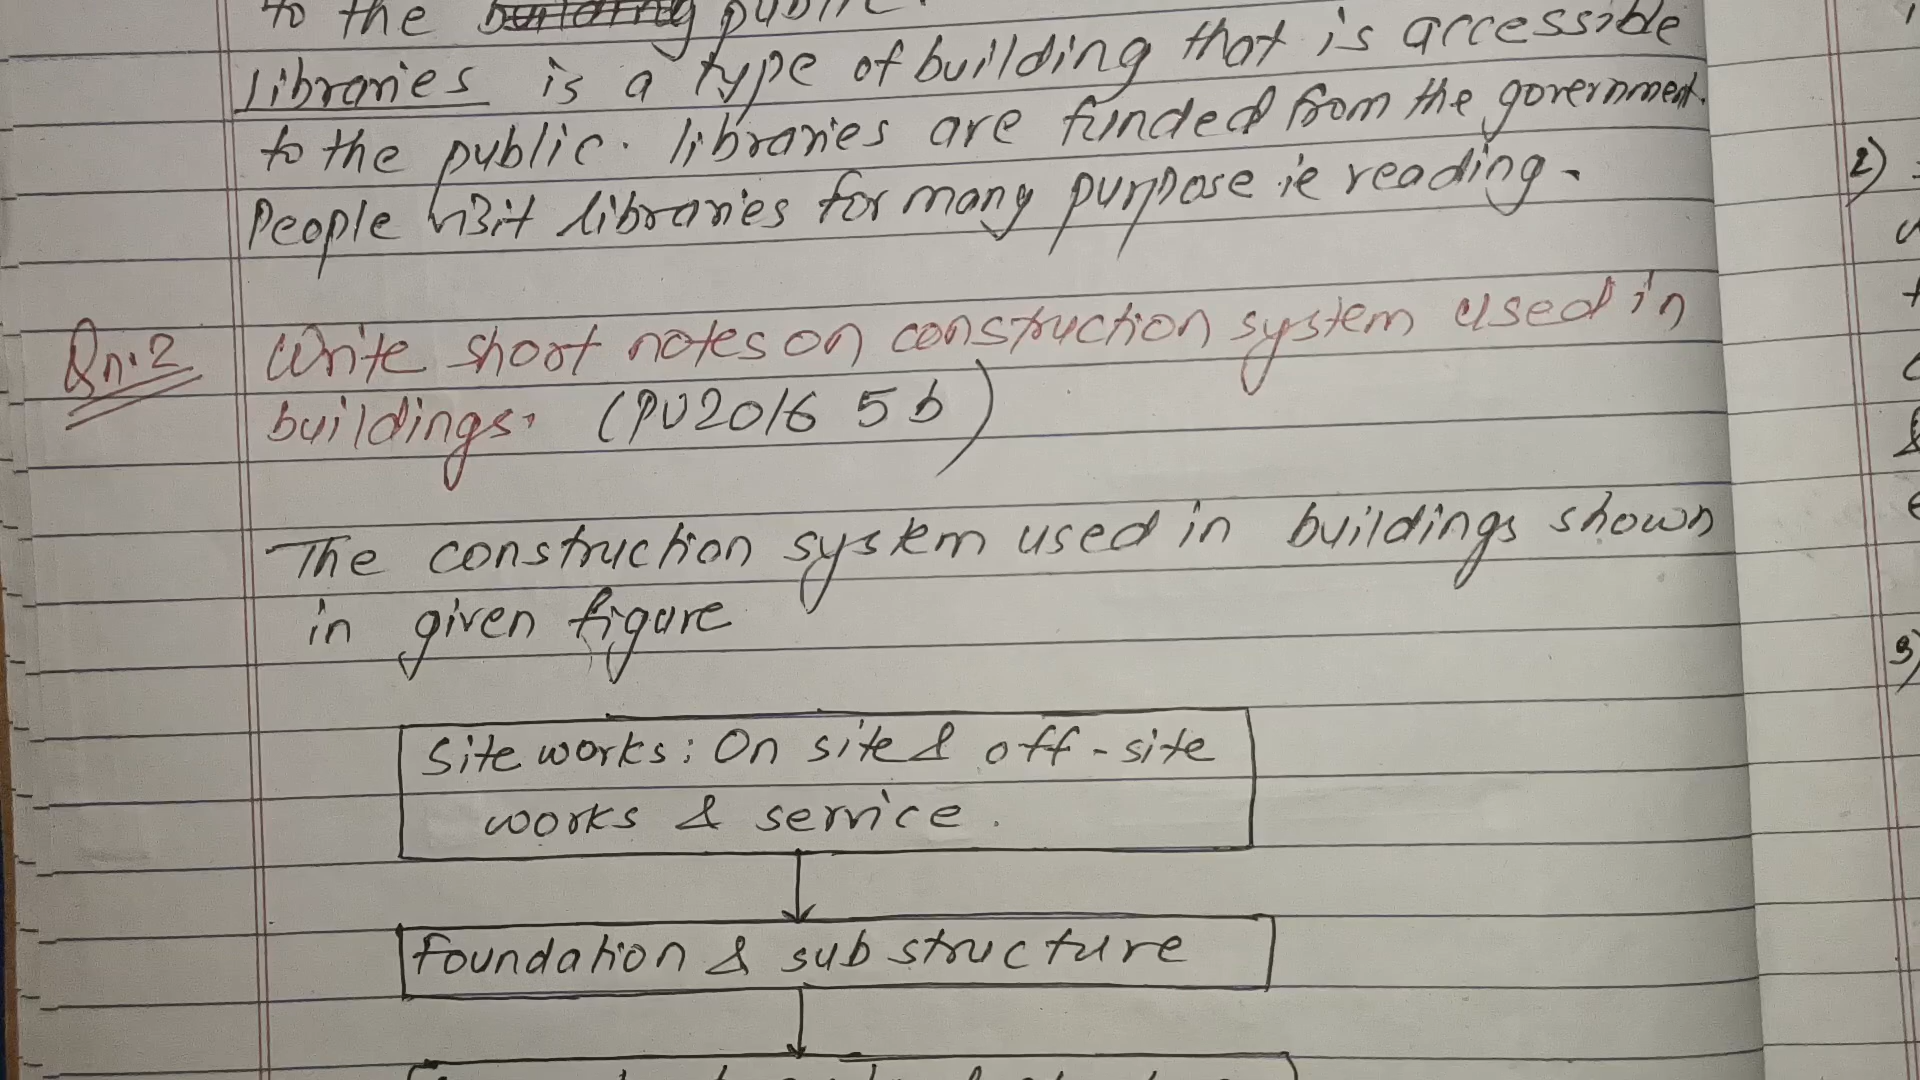 to the public.
libraries is a type of building that is accessible
to the public. libraries are funded from the government.
People visit libraries for many purpose ie reading.
Qn.2 Write short notes on construction system used in
buildings. (PU2016 5b)
The construction system used in buildings shown
in given figure
Site works: On site & off-site
works & service.
foundation & sub structure
2)
3)